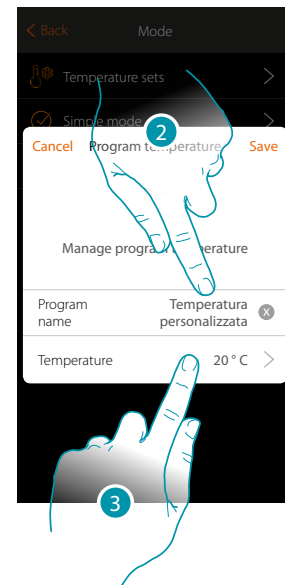 < Back Mode
Temperature sets >
Simple mode >
2
Cancel Program temperature Save
Manage program temperature
Program name Temperatura personalizzata x
Temperature 20 ° C >
3